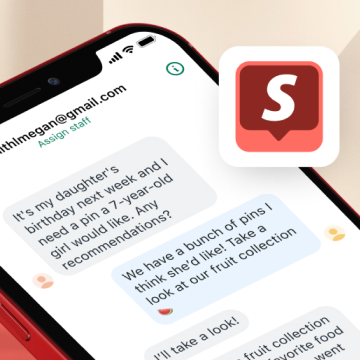 ithlmegan@gmail.com
Assign staff
It's my daughter's
birthday next week and I
need a pin a 7-year-old
girl would like. Any
recommendations?
We have a bunch of pins I
think she'd like! Take a
look at our fruit collection
I'll take a look!
fruit collection
favorite food
event
S